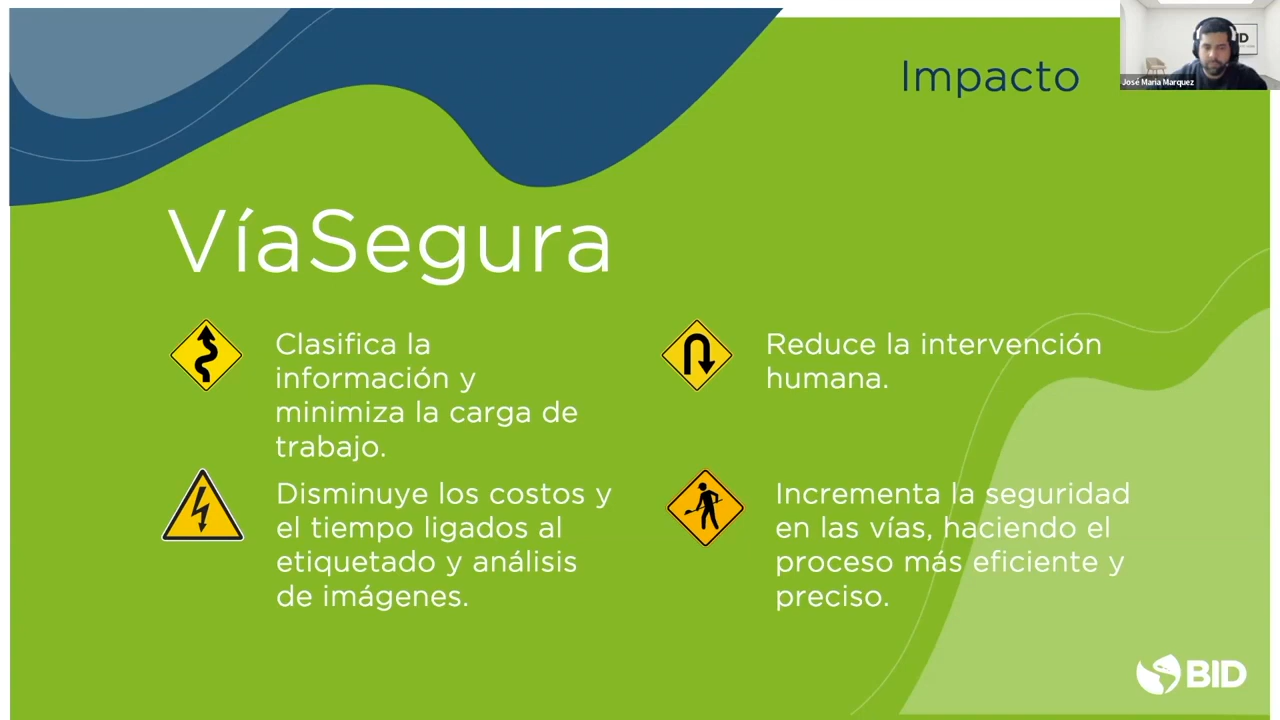 Impacto
José María Marquez
VíaSegura
Clasifica la
información y
minimiza la carga de
trabajo.
Reduce la intervención
humana.
Disminuye los costos y
el tiempo ligados al
etiquetado y análisis
de imágenes.
Incrementa la seguridad
en las vías, haciendo el
proceso más eficiente y
preciso.
BID